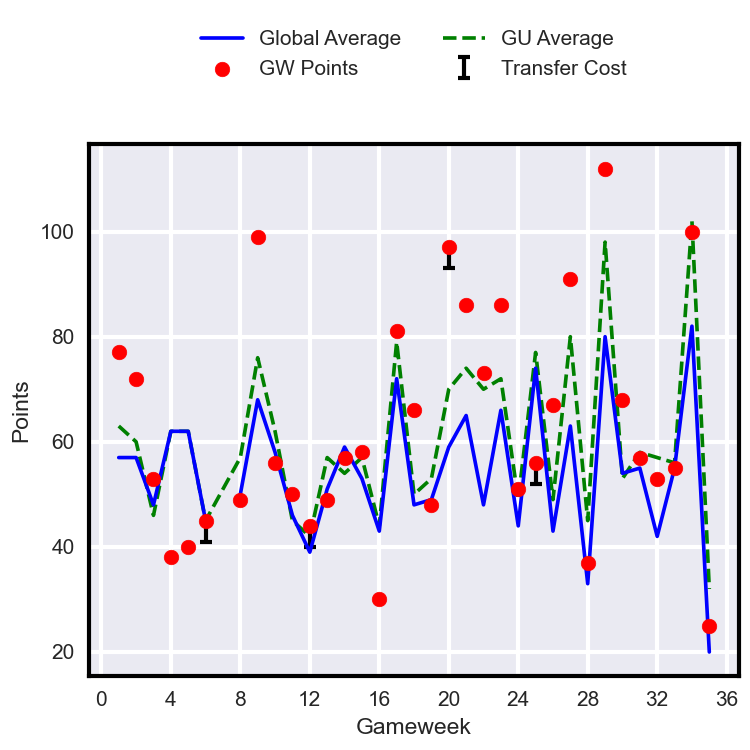 Global Average GU Average
GW Points Transfer Cost
100
80
60
40
20
0 4 8 12 16 20 24 28 32 36
Points
Gameweek